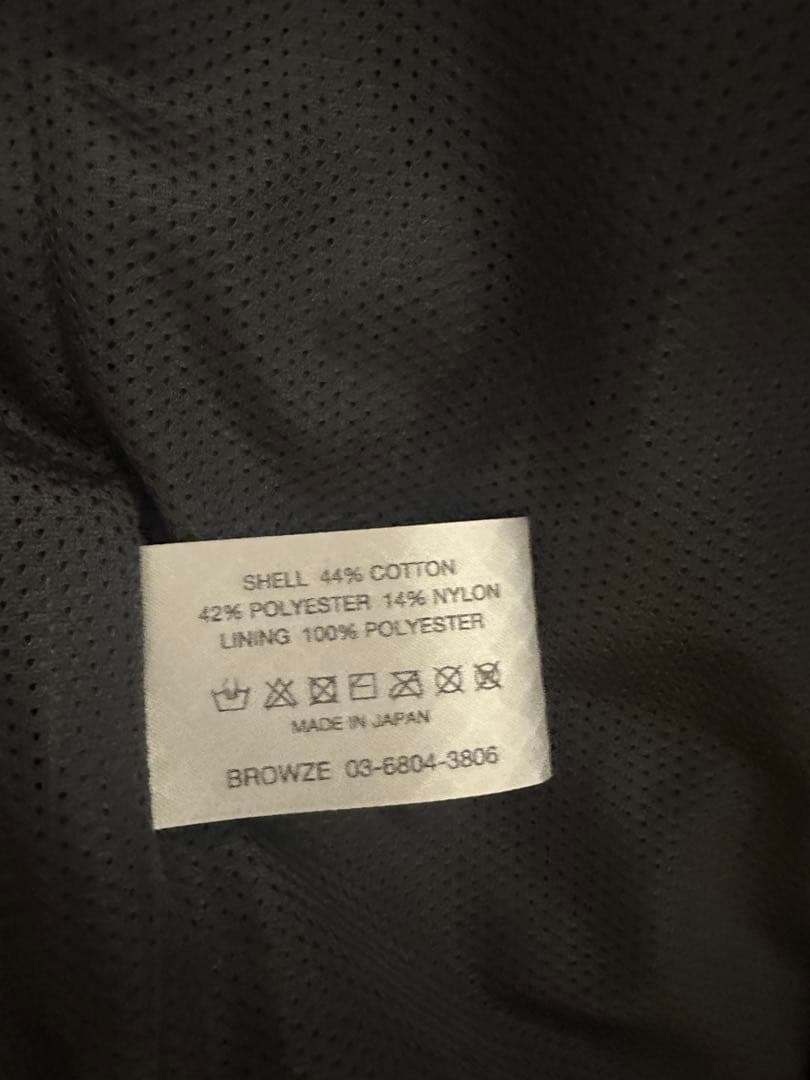 SHELL 44% COTTON
42% POLYESTER 14% NYLON
LINING 100% POLYESTER
MADE IN JAPAN
BROWZE 03-6804-3806